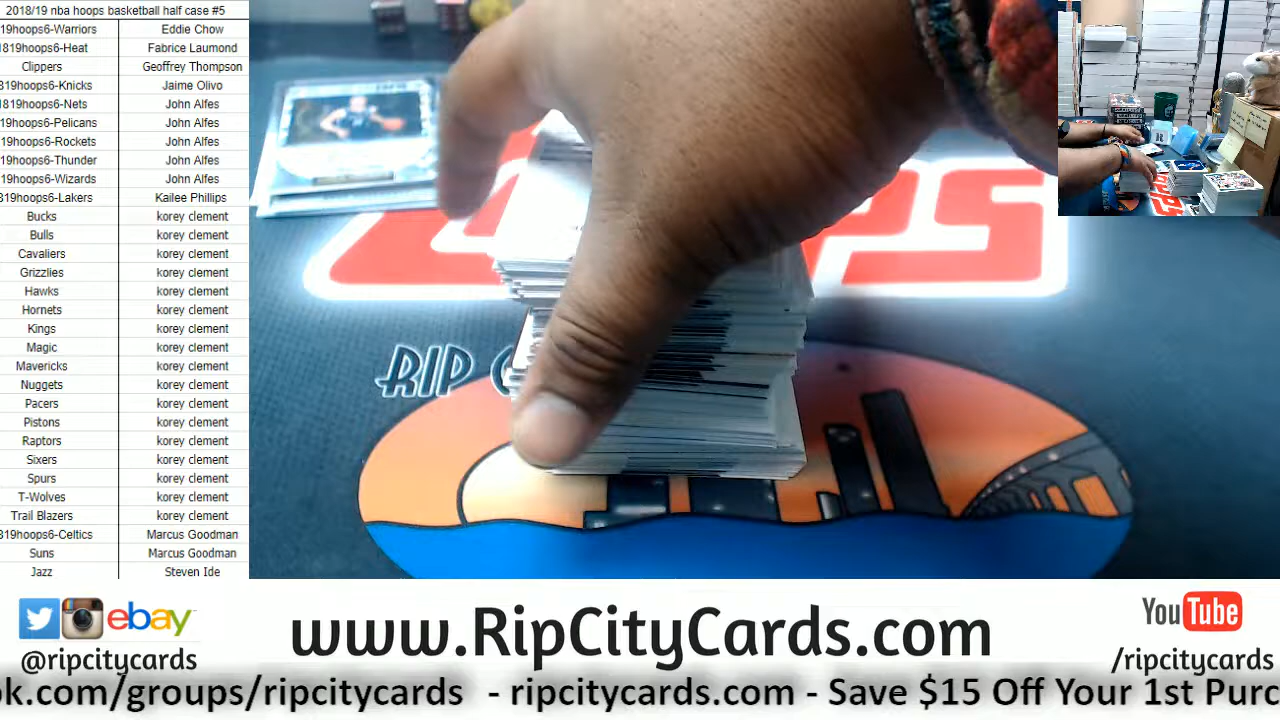 2018/19 nba hoops basketball half case #5
19hoops6-Warriors Eddie Chow
1819hoops6-Heat Fabrice Laumond
Clippers Geoffrey Thompson
819hoops6-Knicks Jaime Olivo
1819hoops6-Nets John Alfes
819hoops6-Pelicans John Alfes
819hoops6-Rockets John Alfes
19hoops6-Thunder John Alfes
19hoops6-Wizards John Alfes
819hoops6-Lakers Kailee Phillips
Bucks korey clement
Bulls korey clement
Cavaliers korey clement
Grizzlies korey clement
Hawks korey clement
Hornets korey clement
Kings korey clement
Magic korey clement
Mavericks korey clement
Nuggets korey clement
Pacers korey clement
Pistons korey clement
Raptors korey clement
Sixers korey clement
Spurs korey clement
T-Wolves korey clement
Trail Blazers korey clement
819hoops6-Celtics Marcus Goodman
Suns Marcus Goodman
Jazz Steven Ide
RIP
ebay
@ripcitycards
www.RipCityCards.com
YouTube
/ripcitycards
ok.com/groups/ripcitycards - ripcitycards.com - Save $15 Off Your 1st Purc